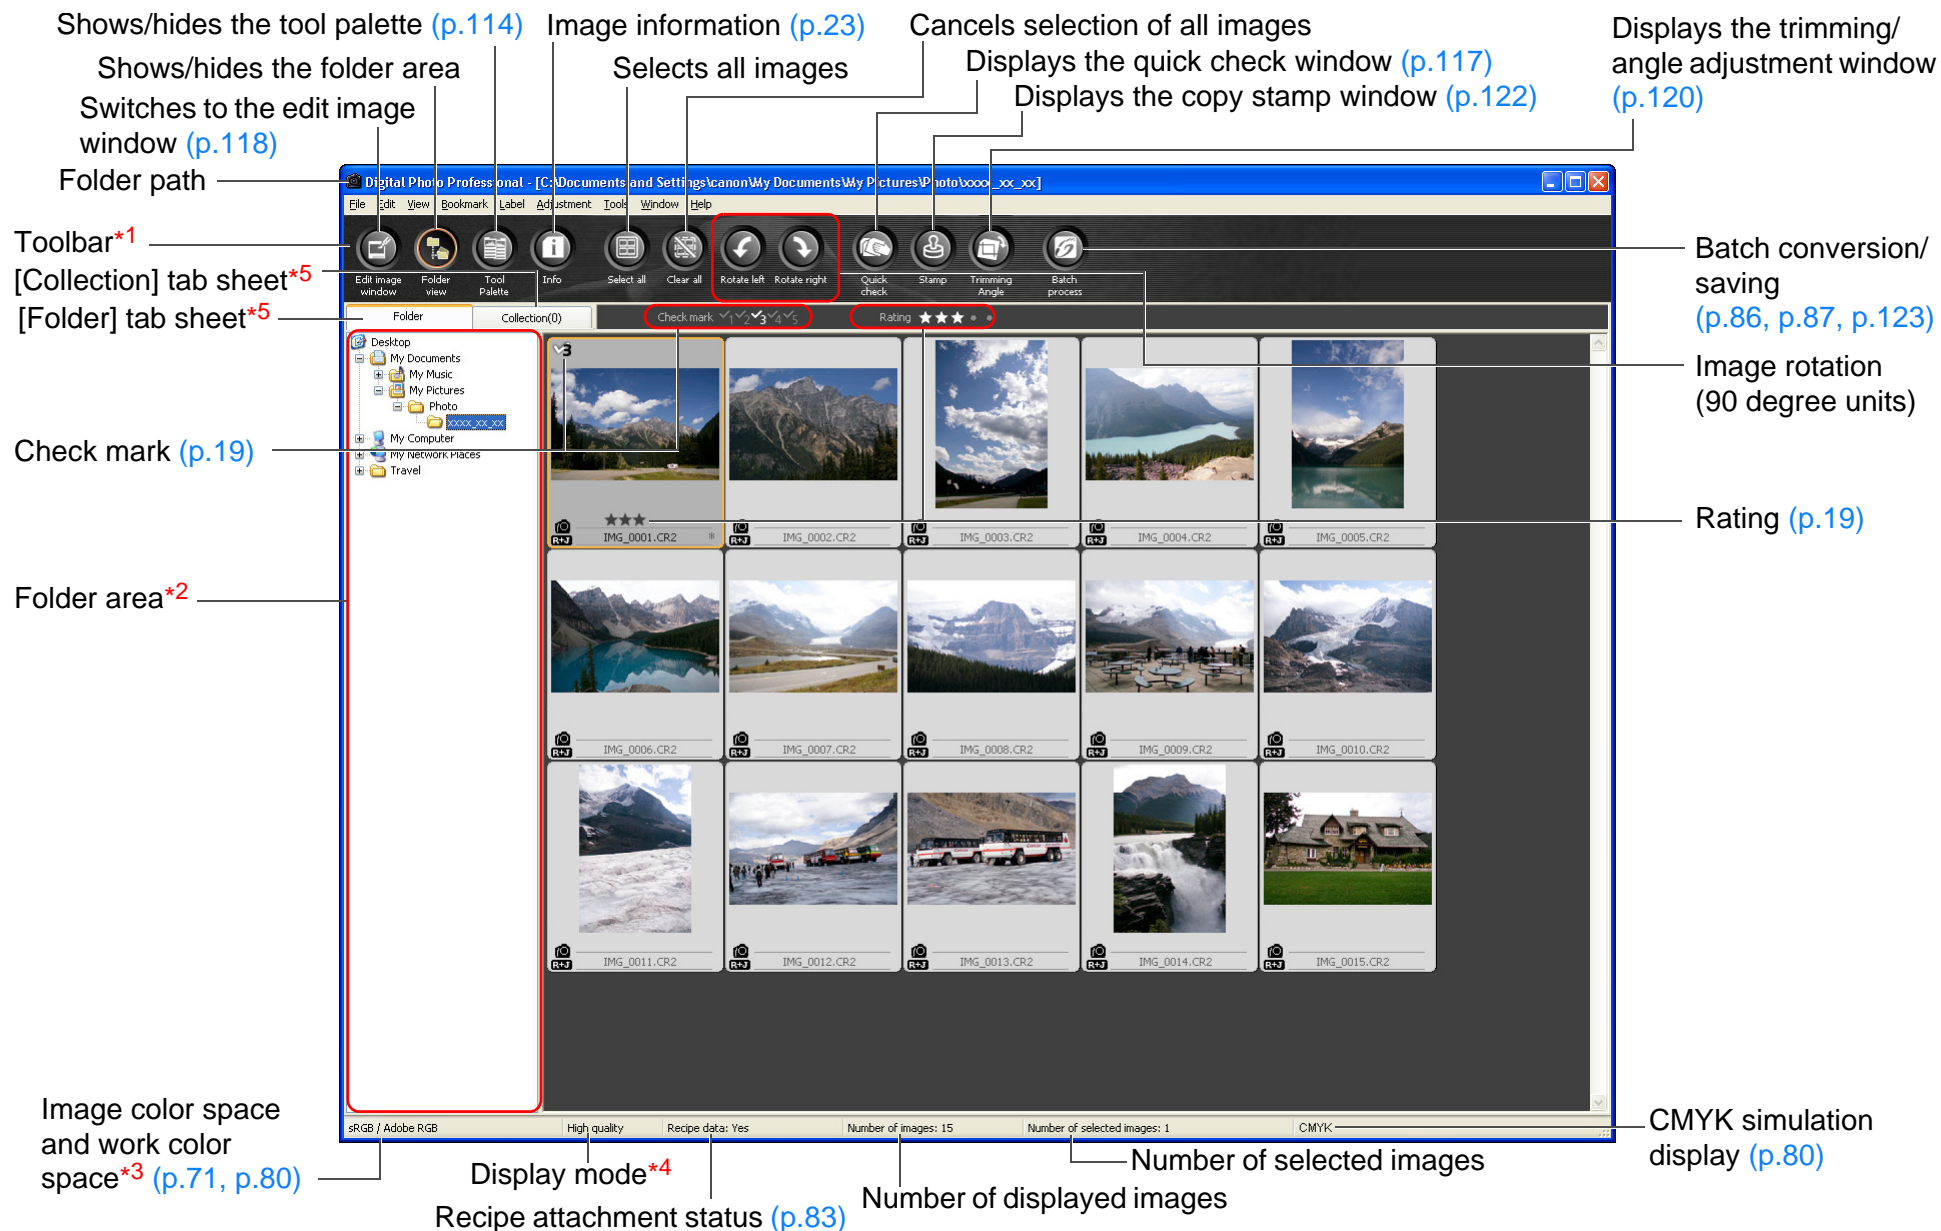 Shows/hides the tool palette (p.114)
Image information (p.23)
Cancels selection of all images
Displays the trimming/
angle adjustment window
(p.120)
Shows/hides the folder area
Selects all images
Displays the quick check window (p.117)
Switches to the edit image
window (p.118)
Displays the copy stamp window (p.122)
Folder path
Digital Photo Professional - [C:\Documents and Settings\canon\My Documents\My Pictures\Photo\xxxx_xx_xx]
File Edit View Bookmark Label Adjustment Tools Window Help
Toolbar*1
[Collection] tab sheet*5
[Folder] tab sheet*5
Edit image
window
Folder
view
Tool
Palette
Info
Select all
Clear all
Rotate left
Rotate right
Quick
check
Stamp
Trimming
Angle
Batch
process
Batch conversion/
saving
(p.86, p.87, p.123)
Image rotation
(90 degree units)
Folder
Collection(0)
Check mark 1 2 3 4 5
Rating
Desktop
My Documents
My Music
My Pictures
Photo
xxxx_xx_xx
My Computer
My Network Places
Travel
Check mark (p.19)
Rating (p.19)
Folder area*2
3
R+J IMG_0001.CR2
R+J IMG_0002.CR2
R+J IMG_0003.CR2
R+J IMG_0004.CR2
R+J IMG_0005.CR2
R+J IMG_0006.CR2
R+J IMG_0007.CR2
R+J IMG_0008.CR2
R+J IMG_0009.CR2
R+J IMG_0010.CR2
R+J IMG_0011.CR2
R+J IMG_0012.CR2
R+J IMG_0013.CR2
R+J IMG_0014.CR2
R+J IMG_0015.CR2
sRGB / Adobe RGB
High quality
Recipe data: Yes
Number of images: 15
Number of selected images: 1
CMYK
Image color space
and work color
space*3 (p.71, p.80)
Display mode*4
Recipe attachment status (p.83)
Number of displayed images
Number of selected images
CMYK simulation
display (p.80)